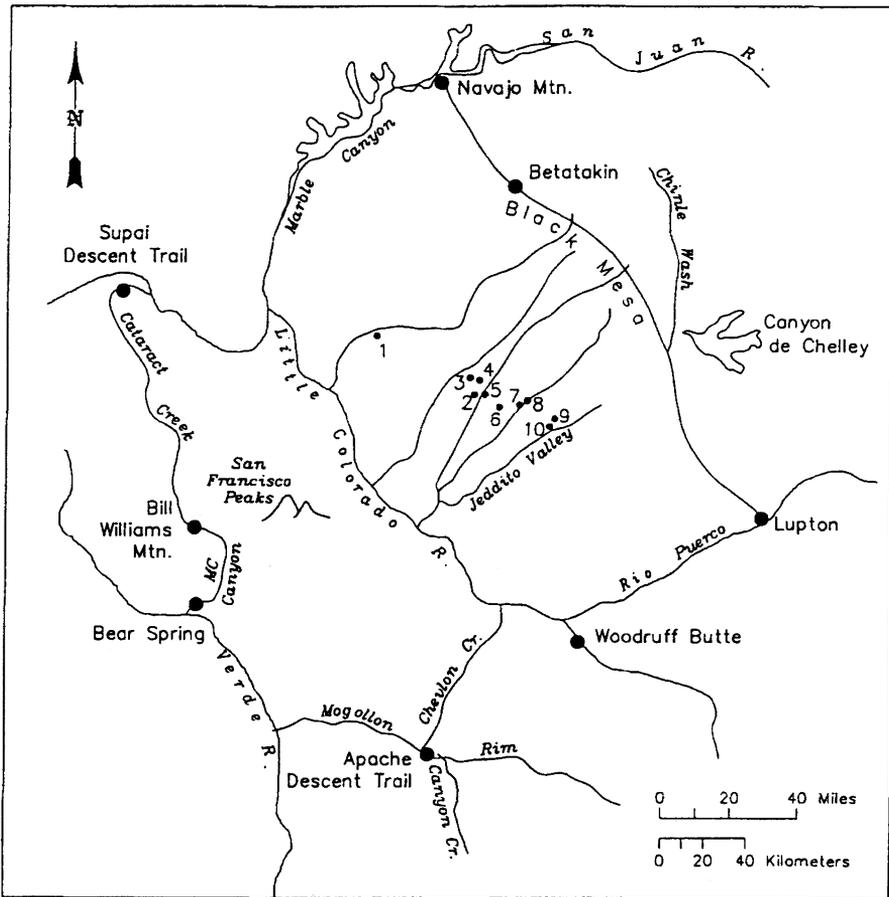 San Juan R.
N
Navajo Mtn.
Marble Canyon
Betatakin
Black Mesa
Chinle Wash
Supai
Descent Trail
Cataract Creek
Little Colorado R.
Canyon
de Chelley
1
3 4
2 5
6
7 8
9
10
Jeddito Valley
San
Francisco
Peaks
Bill
Williams
Mtn.
MC Canyon
Lupton
Rio Puerco
Bear Spring
Woodruff Butte
Verde R.
Chevlon Cr.
Mogollon Rim
Apache
Descent Trail
Canyon Cr.
0 20 40 Miles
0 20 40 Kilometers